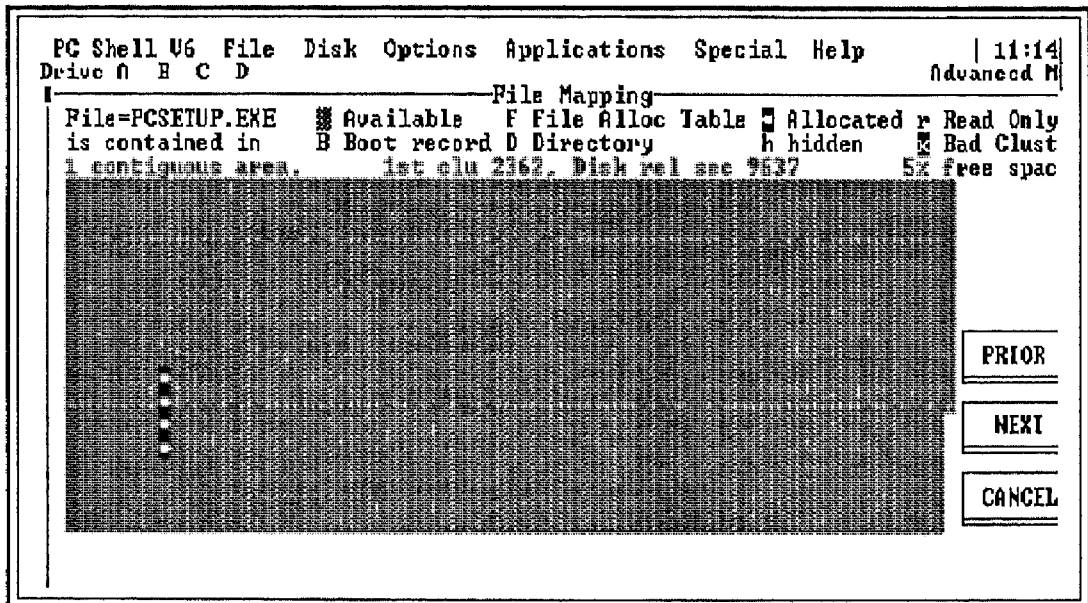 PC Shell V6 File Disk Options Applications Special Help | 11:14
Drive A B C D Advanced M
File Mapping
File=PCSETUP.EXE Available F File Alloc Table Allocated r Read Only
is contained in B Boot record D Directory h hidden x Bad Clust
1 contiguous area. 1st clu 2362, Disk rel sec 9637 5% free spac
PRIOR
NEXT
CANCEL